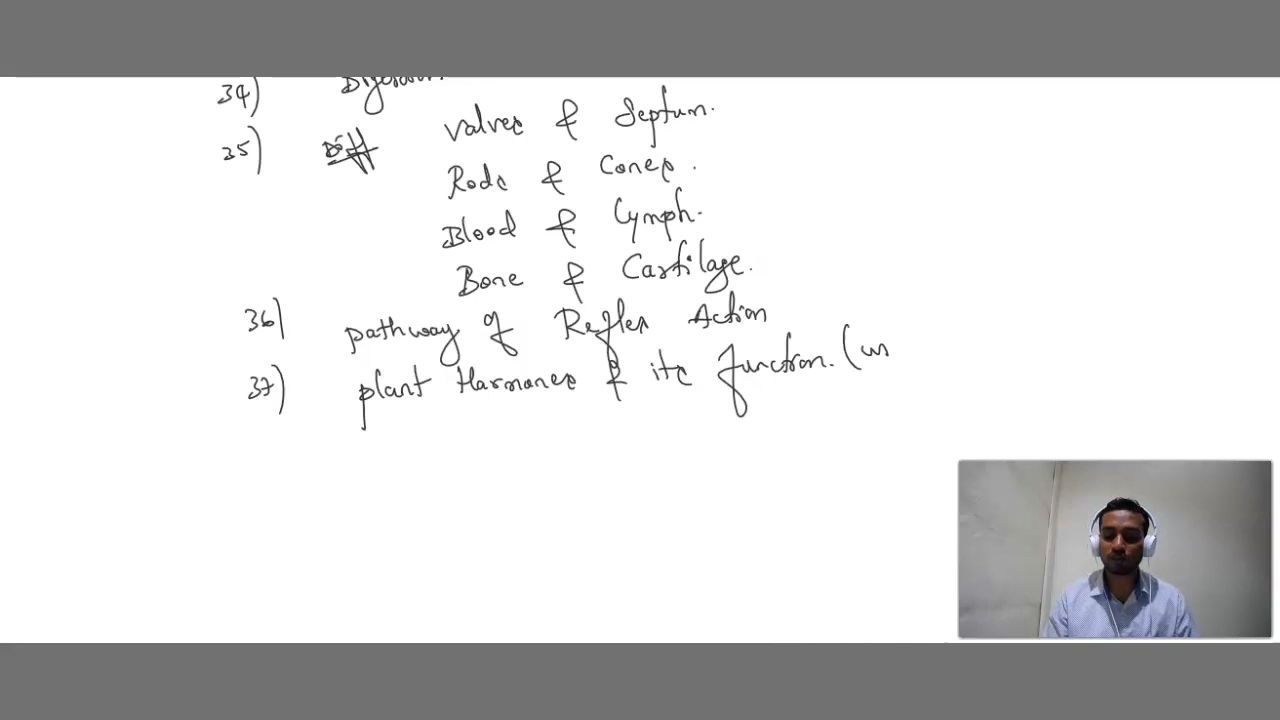 34)
35) Diff Valves & Septum.
Rods & Cones.
Blood & Lymph.
Bone & Cartilage.
36) pathway of Reflex Action
37) plant Harmones & its function. (